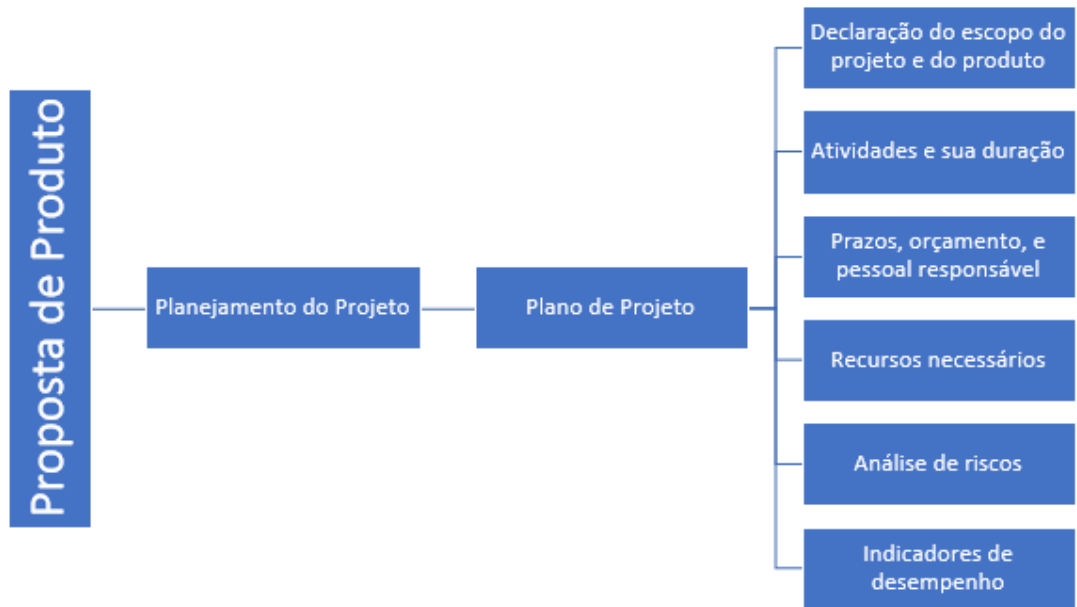 Proposta de Produto
Planejamento do Projeto
Plano de Projeto
Declaração do escopo do
projeto e do produto
Atividades e sua duração
Prazos, orçamento, e
pessoal responsável
Recursos necessários
Análise de riscos
Indicadores de
desempenho